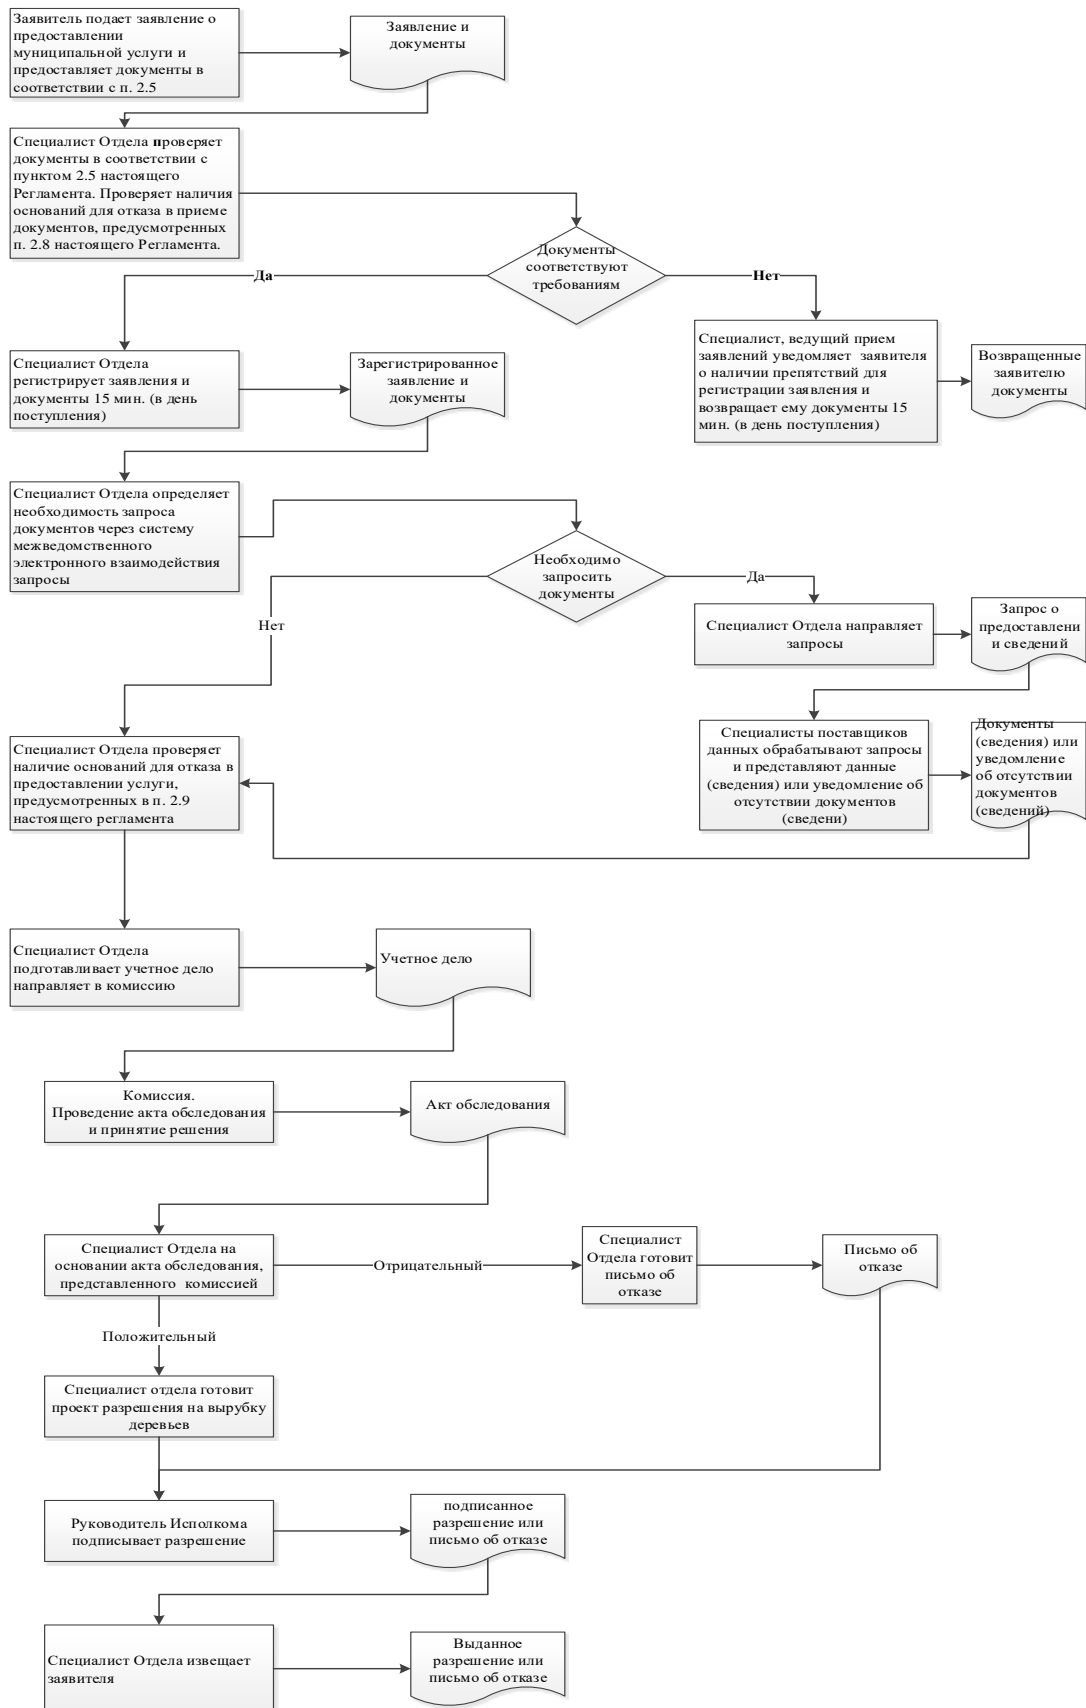 Заявитель подает заявление о
предоставлении
муниципальной услуги и
предоставляет документы в
соответствии с п. 2.5
Заявление и
документы
Специалист Отдела проверяет
документы в соответствии с
пунктом 2.5 настоящего
Регламента. Проверяет наличия
оснований для отказа в приеме
документов, предусмотренных
п. 2.8 настоящего Регламента.
Документы
соответствуют
требованиям
Да
Нет
Специалист Отдела
регистрирует заявления и
документы 15 мин. (в день
поступления)
Зарегистрированное
заявление и
документы
Специалист, ведущий прием
заявлений уведомляет заявителя
о наличии препятствий для
регистрации заявления и
возвращает ему документы 15
мин. (в день поступления)
Возвращенные
заявителю
документы
Специалист Отдела определяет
необходимость запроса
документов через систему
межведомственного
электронного взаимодействия
запросы
Необходимо
запросить
документы
Да
Нет
Специалист Отдела направляет
запросы
Запрос о
предоставлени
и сведений
Специалист Отдела проверяет
наличие оснований для отказа в
предоставлении услуги,
предусмотренных в п. 2.9
настоящего регламента
Специалисты поставщиков
данных обрабатывают запросы
и представляют данные
(сведения) или уведомление об
отсутствии документов
(сведени)
Документы
(сведения) или
уведомление
об отсутствии
документов
(сведений)
Специалист Отдела
подготавливает учетное дело
направляет в комиссию
Учетное дело
Комиссия.
Проведение акта обследования
и принятие решения
Акт обследования
Специалист Отдела на
основании акта обследования,
представленного комиссией
Отрицательный
Специалист
Отдела готовит
письмо об
отказе
Письмо об
отказе
Положительный
Специалист отдела готовит
проект разрешения на вырубку
деревьев
Руководитель Исполкома
подписывает разрешение
подписанное
разрешение или
письмо об отказе
Специалист Отдела извещает
заявителя
Выданное
разрешение или
письмо об отказе